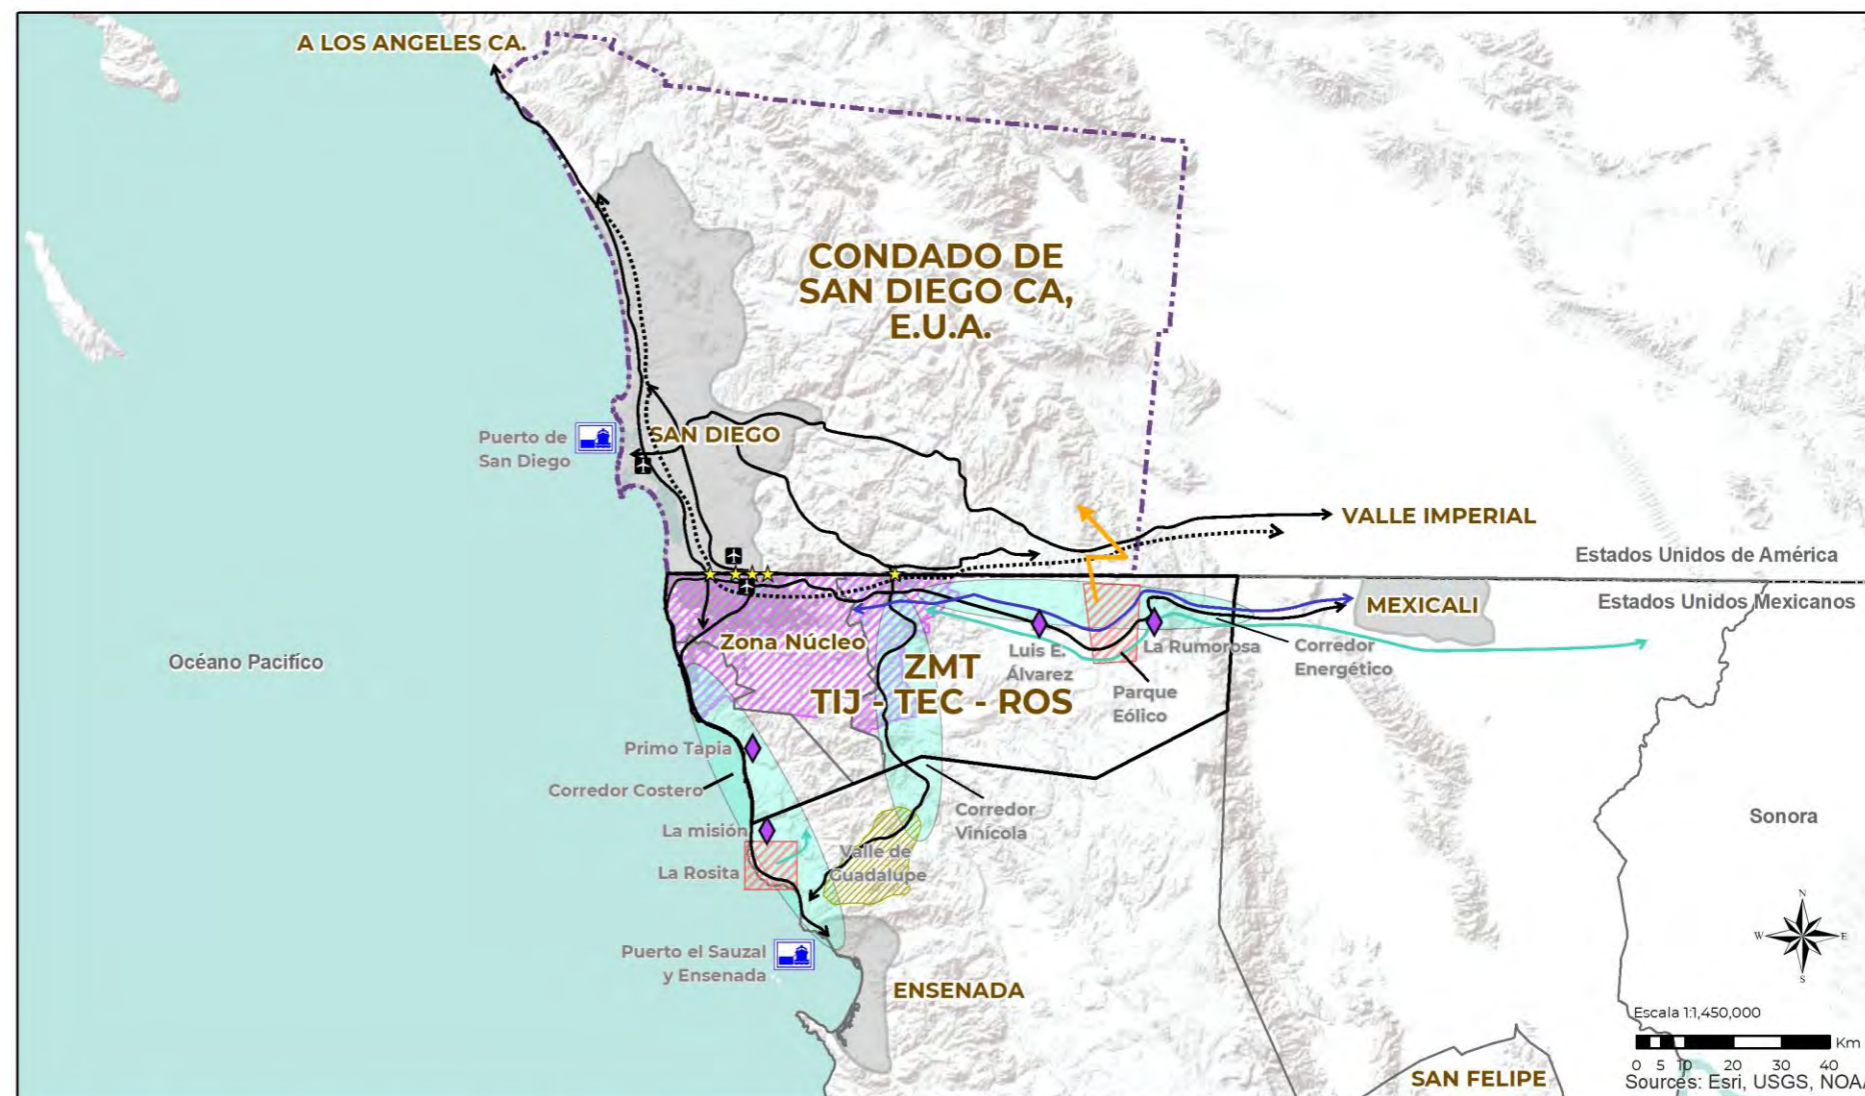 A LOS ANGELES CA.
CONDADO DE
SAN DIEGO CA,
E.U.A.
Puerto de
San Diego
SAN DIEGO
VALLE IMPERIAL
Estados Unidos de América
Estados Unidos Mexicanos
MEXICALI
Océano Pacifíco
Zona Núcleo
ZMT
TIJ - TEC - ROS
Luis E.
Álvarez
La Rumorosa
Corredor
Energético
Parque
Eólico
Primo Tapia
Corredor Costero
La misión
La Rosita
Corredor
Vinícola
Valle de
Guadalupe
Sonora
Puerto el Sauzal
y Ensenada
ENSENADA
N
W
E
S
Escala 1:1,450,000
Km
0 5 10 20 30 40
SAN FELIPE
Sources: Esri, USGS, NOAA